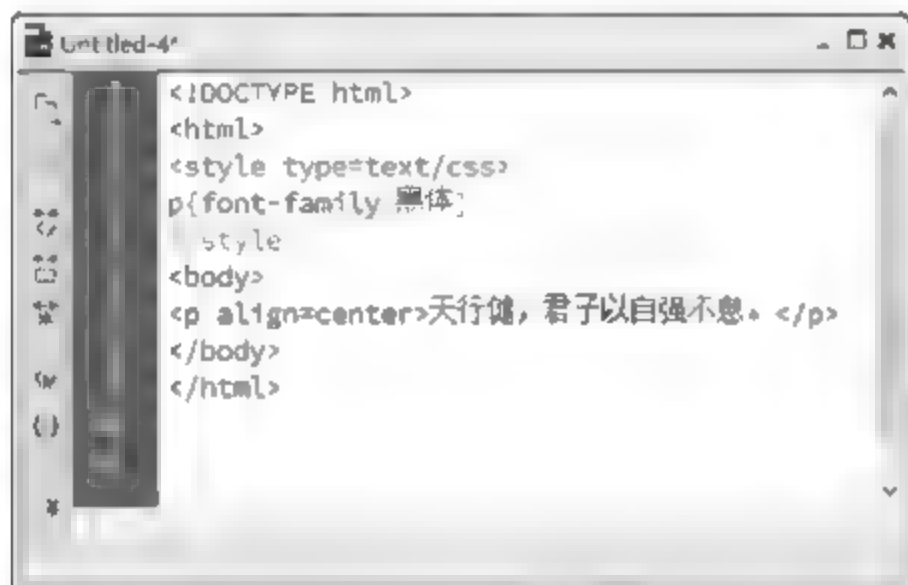 Untitled-4*
<!DOCTYPE html>
<html>
<style type=text/css>
p{font-family 黑体}
style
<body>
<p align=center>天行健，君子以自强不息。</p>
</body>
</html>